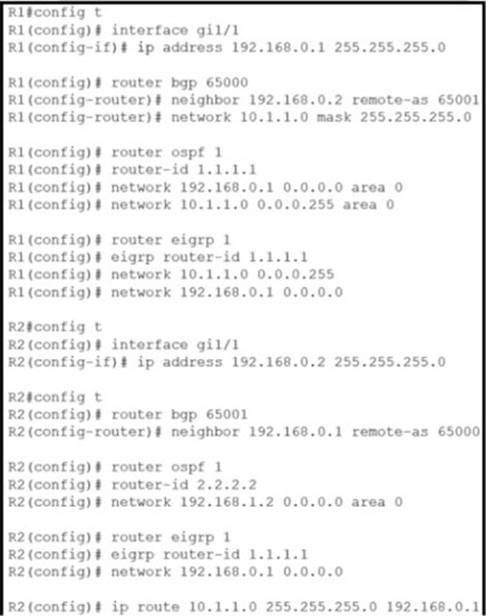 R1#config t
R1(config)# interface gi1/1
R1(config-if)# ip address 192.168.0.1 255.255.255.0
R1(config)# router bgp 65000
R1(config-router)# neighbor 192.168.0.2 remote-as 65001
R1(config-router)# network 10.1.1.0 mask 255.255.255.0
R1(config)# router ospf 1
R1(config)# router-id 1.1.1.1
R1(config)# network 192.168.0.1 0.0.0.0 area 0
R1(config)# network 10.1.1.0 0.0.0.255 area 0
R1(config)# router eigrp 1
R1(config)# eigrp router-id 1.1.1.1
R1(config)# network 10.1.1.0 0.0.0.255
R1(config)# network 192.168.0.1 0.0.0.0
R2#config t
R2(config)# interface gi1/1
R2(config-if)# ip address 192.168.0.2 255.255.255.0
R2#config t
R2(config)# router bgp 65001
R2(config-router)# neighbor 192.168.0.1 remote-as 65000
R2(config)# router ospf 1
R2(config)# router-id 2.2.2.2
R2(config)# network 192.168.1.2 0.0.0.0 area 0
R2(config)# router eigrp 1
R2(config)# eigrp router-id 1.1.1.1
R2(config)# network 192.168.0.1 0.0.0.0
R2(config)# ip route 10.1.1.0 255.255.255.0 192.168.0.1